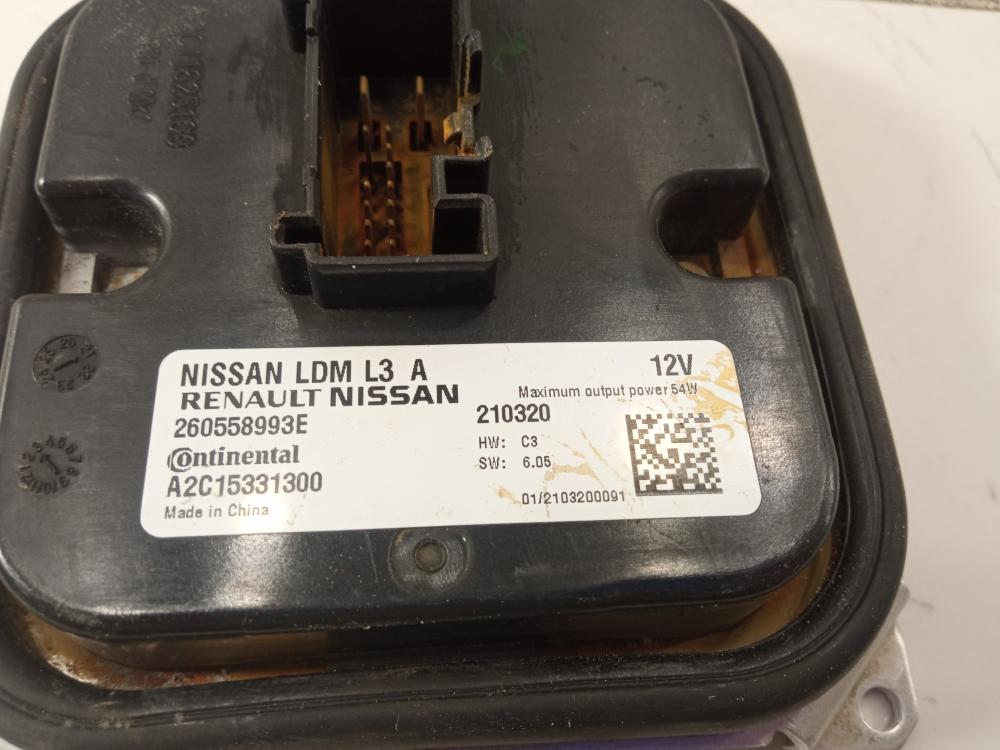 NISSAN LDM L3 A
12V
RENAULT NISSAN
Maximum output power 54W
260558993E
210320
Continental
HW: C3
SW: 6.05
A2C15331300
01/2103200091
Made in China